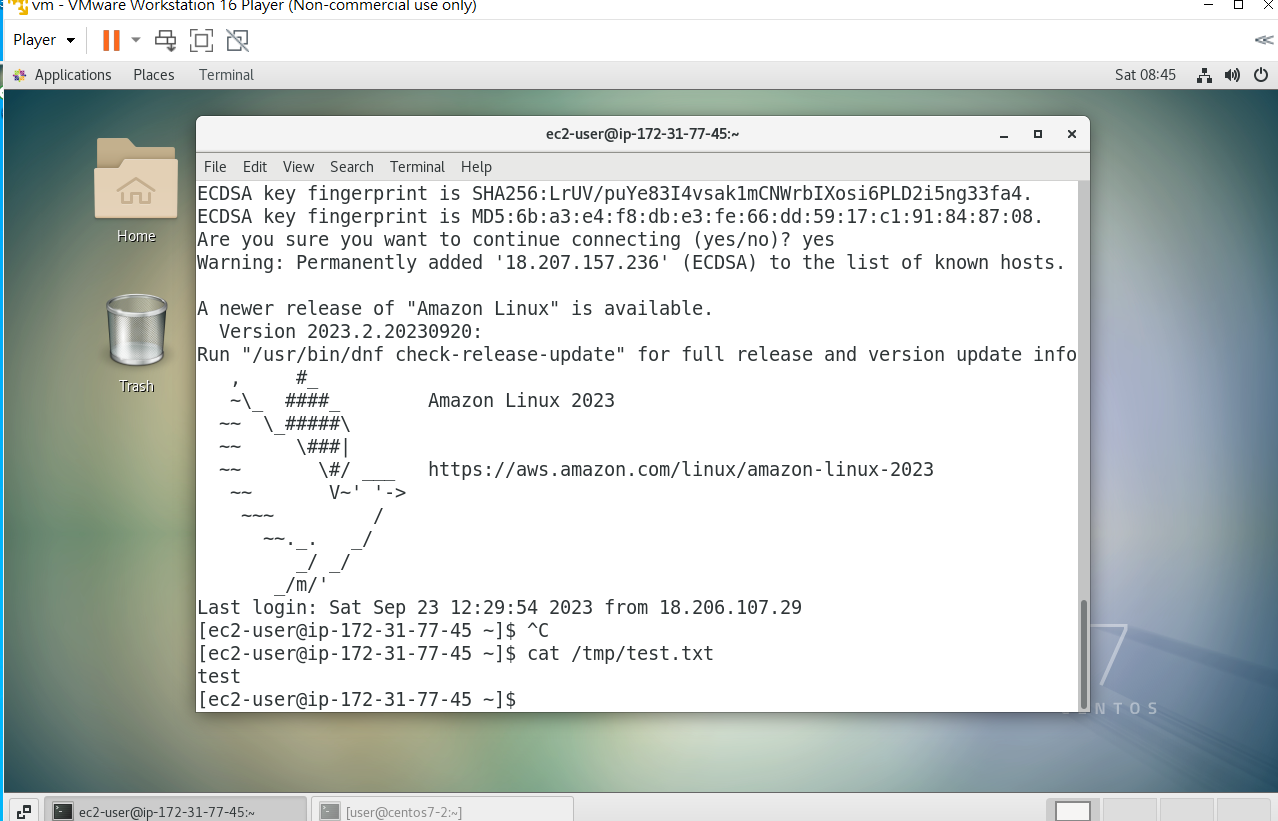 vm - VMware Workstation 16 Player (Non-commercial use only)
Player
Applications Places Terminal Sat 08:45
ec2-user@ip-172-31-77-45:~
File Edit View Search Terminal Help
ECDSA key fingerprint is SHA256:LrUV/puYe83I4vsak1mCNWrbIXosi6PLD2i5ng33fa4.
ECDSA key fingerprint is MD5:6b:a3:e4:f8:db:e3:fe:66:dd:59:17:c1:91:84:87:08.
Are you sure you want to continue connecting (yes/no)? yes
Warning: Permanently added '18.207.157.236' (ECDSA) to the list of known hosts.
A newer release of "Amazon Linux" is available.
  Version 2023.2.20230920:
Run "/usr/bin/dnf check-release-update" for full release and version update info
   ,     #_
   ~\_  ####_        Amazon Linux 2023
  ~~  \_#####\
  ~~     \###|
  ~~       \#/ ___   https://aws.amazon.com/linux/amazon-linux-2023
   ~~       V~' '->
    ~~~         /
      ~~._.   _/
         _/ _/
       _/m/'
Last login: Sat Sep 23 12:29:54 2023 from 18.206.107.29
[ec2-user@ip-172-31-77-45 ~]$ ^C
[ec2-user@ip-172-31-77-45 ~]$ cat /tmp/test.txt
test
[ec2-user@ip-172-31-77-45 ~]$
Home
Trash
7
ENTOS
ec2-user@ip-172-31-77-45:~ [user@centos7-2:~]